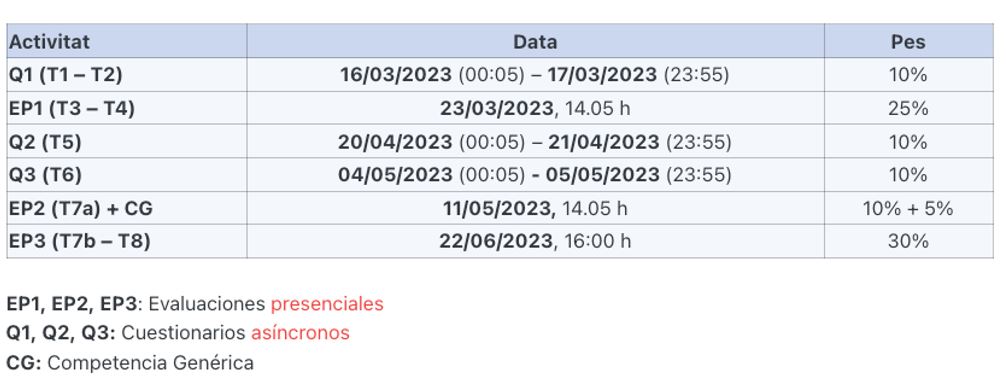 Activitat Data Pes
Q1 (T1 – T2) 16/03/2023 (00:05) – 17/03/2023 (23:55) 10%
EP1 (T3 – T4) 23/03/2023, 14.05 h 25%
Q2 (T5) 20/04/2023 (00:05) – 21/04/2023 (23:55) 10%
Q3 (T6) 04/05/2023 (00:05) - 05/05/2023 (23:55) 10%
EP2 (T7a) + CG 11/05/2023, 14.05 h 10% + 5%
EP3 (T7b – T8) 22/06/2023, 16:00 h 30%
EP1, EP2, EP3: Evaluaciones presenciales
Q1, Q2, Q3: Cuestionarios asíncronos
CG: Competencia Genérica